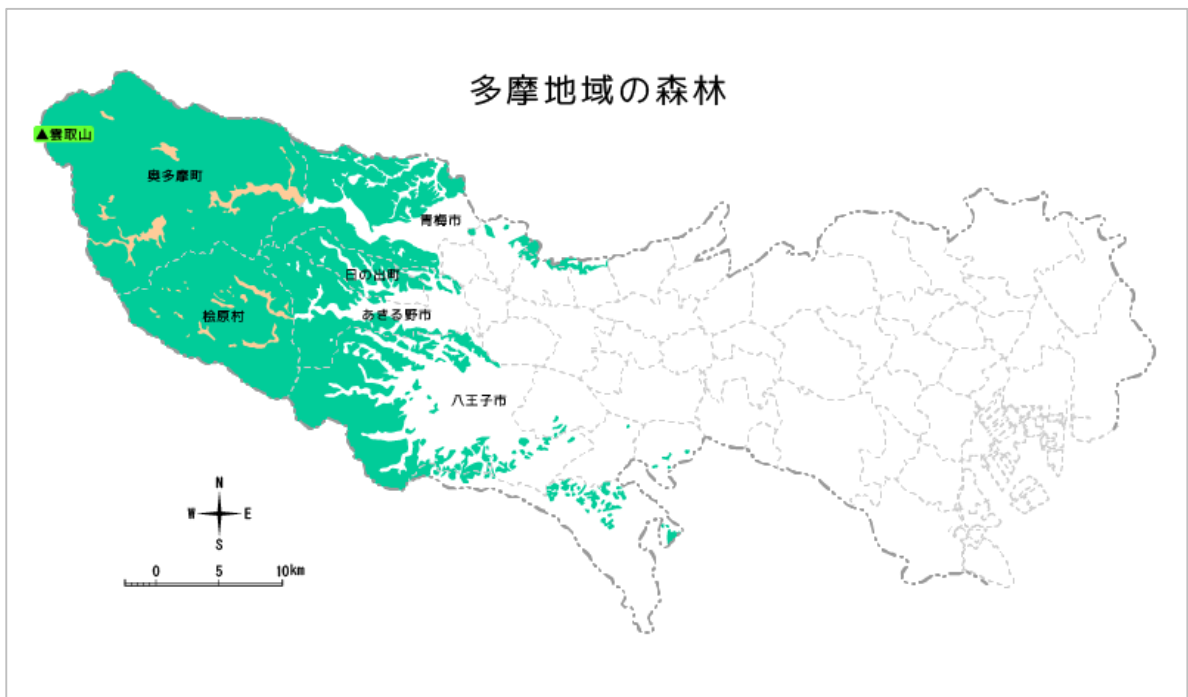 多摩地域の森林
▲雲取山
奥多摩町
青梅市
日の出町
桧原村
あきる野市
八王子市
N
W E
S
0 5 10km